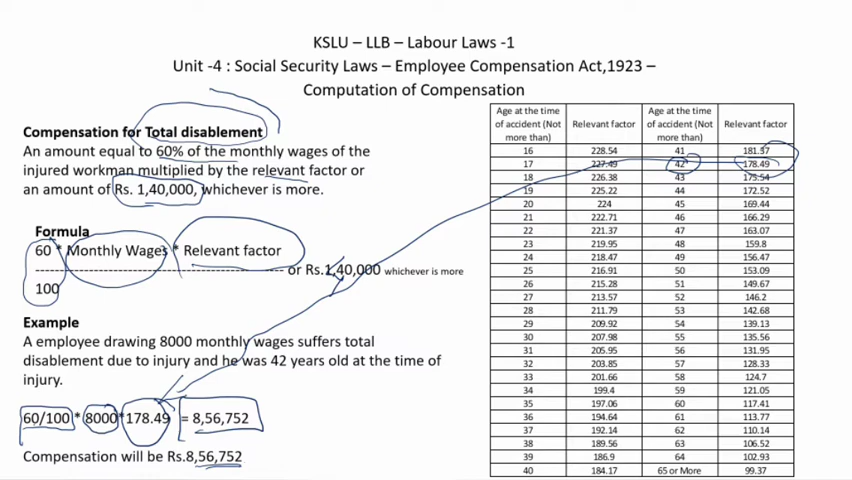 KSLU – LLB – Labour Laws -1
Unit -4 : Social Security Laws – Employee Compensation Act,1923 –
Computation of Compensation
Compensation for Total disablement
An amount equal to 60% of the monthly wages of the
injured workman multiplied by the relevant factor or
an amount of Rs. 1,40,000, whichever is more.
Formula
60 * Monthly Wages * Relevant factor
---------------------------------------- or Rs.1,40,000 whichever is more
100
Example
A employee drawing 8000 monthly wages suffers total
disablement due to injury and he was 42 years old at the time of
injury.
60/100 * 8000*178.49 = 8,56,752
Compensation will be Rs.8,56,752
Age at the time of accident (Not more than) Relevant factor Age at the time of accident (Not more than) Relevant factor
16 228.54 41 181.37
17 227.49 42 178.49
18 226.38 43 175.54
19 225.22 44 172.52
20 224 45 169.44
21 222.71 46 166.29
22 221.37 47 163.07
23 219.95 48 159.8
24 218.47 49 156.47
25 216.91 50 153.09
26 215.28 51 149.67
27 213.57 52 146.2
28 211.79 53 142.68
29 209.92 54 139.13
30 207.98 55 135.56
31 205.95 56 131.95
32 203.85 57 128.33
33 201.66 58 124.7
34 199.4 59 121.05
35 197.06 60 117.41
36 194.64 61 113.77
37 192.14 62 110.14
38 189.56 63 106.52
39 186.9 64 102.93
40 184.17 65 or More 99.37